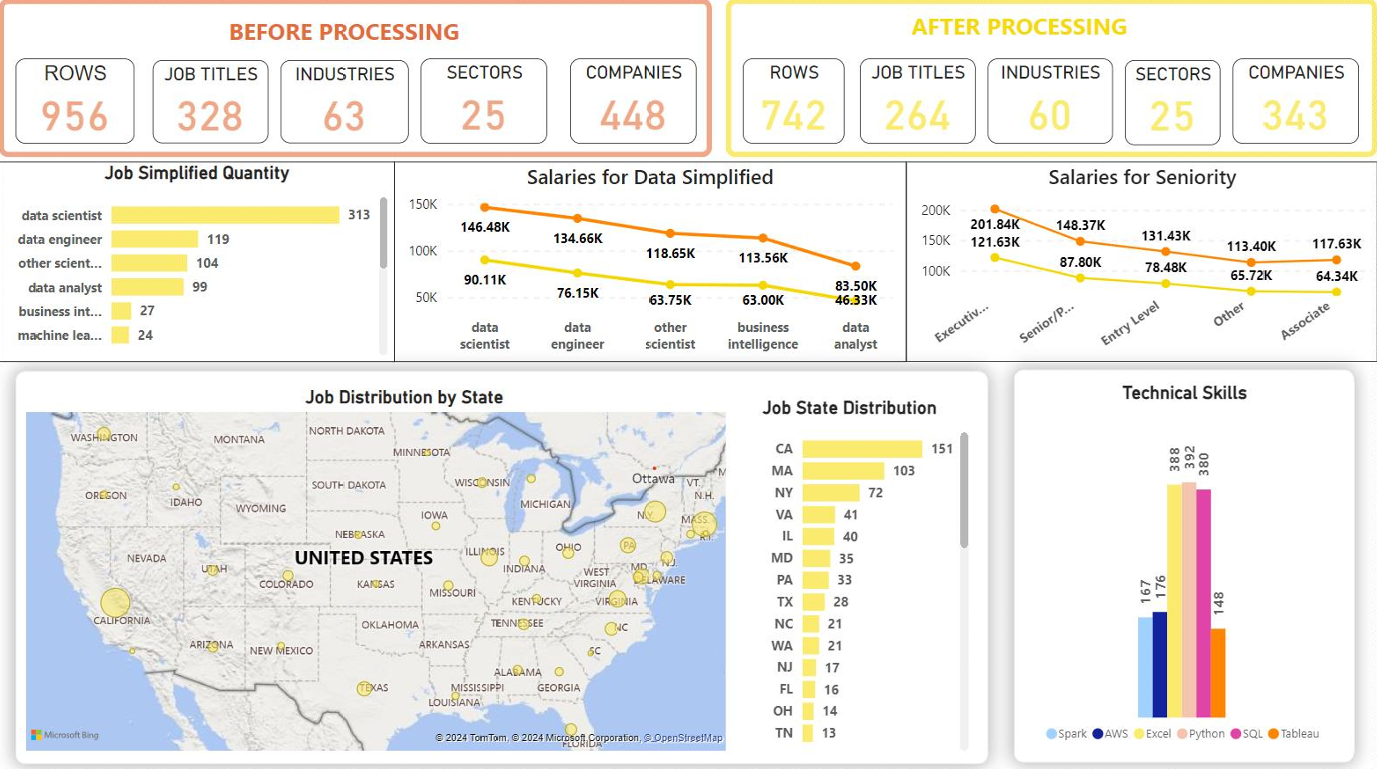 BEFORE PROCESSING
ROWS
956
JOB TITLES
328
INDUSTRIES
63
SECTORS
25
COMPANIES
448
AFTER PROCESSING
ROWS
742
JOB TITLES
264
INDUSTRIES
60
SECTORS
25
COMPANIES
343
Job Simplified Quantity
data scientist 313
data engineer 119
other scient... 104
data analyst 99
business int... 27
machine lea... 24
Salaries for Data Simplified
150K
100K
50K
146.48K
134.66K
118.65K
113.56K
83.50K
90.11K
76.15K
63.75K
63.00K
46.33K
data
scientist
data
engineer
other
scientist
business
intelligence
data
analyst
Salaries for Seniority
200K
150K
100K
201.84K
148.37K
131.43K
113.40K
117.63K
121.63K
87.80K
78.48K
65.72K
64.34K
Executiv...
Senior/P...
Entry Level
Other
Associate
Job Distribution by State
WASHINGTON
MONTANA
NORTH DAKOTA
MINNESOTA
OREGON
IDAHO
WYOMING
SOUTH DAKOTA
WISCONSIN
MICHIGAN
Ottawa
VT.
N.H.
N.Y.
MASS.
R.I.
IOWA
NEBRASKA
NEVADA
UTAH
COLORADO
UNITED STATES
KANSAS
MISSOURI
ILLINOIS
INDIANA
OHIO
PA
N.J.
MD.
DELAWARE
WEST
VIRGINIA
VIRGINIA
KENTUCKY
CALIFORNIA
ARIZONA
NEW MEXICO
OKLAHOMA
ARKANSAS
TENNESSEE
NC
SC
TEXAS
LOUISIANA
MISSISSIPPI
ALABAMA
GEORGIA
FLORIDA
Microsoft Bing
© 2024 TomTom, © 2024 Microsoft Corporation, © OpenStreetMap
Job State Distribution
CA 151
MA 103
NY 72
VA 41
IL 40
MD 35
PA 33
TX 28
NC 21
WA 21
NJ 17
FL 16
OH 14
TN 13
Technical Skills
167
176
388
392
380
148
Spark AWS Excel Python SQL Tableau